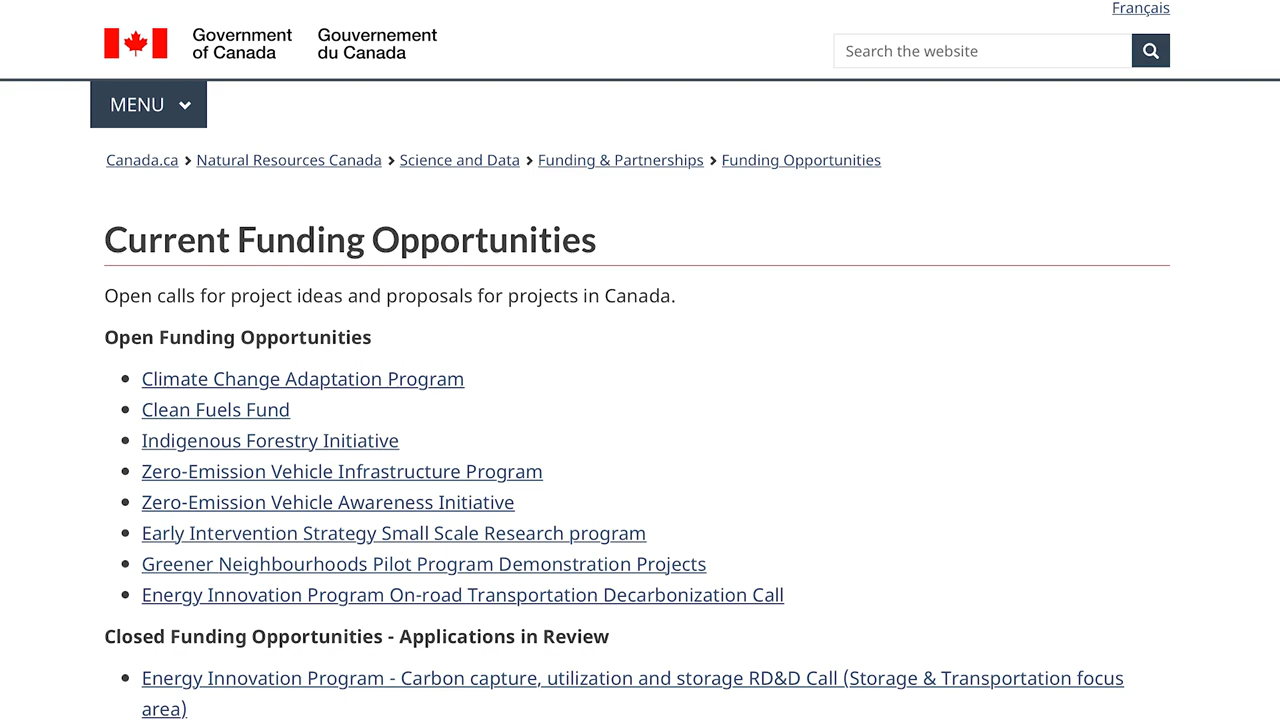 Français
Government of Canada
Gouvernement du Canada
Search the website
MENU
Canada.ca > Natural Resources Canada > Science and Data > Funding & Partnerships > Funding Opportunities
Current Funding Opportunities
Open calls for project ideas and proposals for projects in Canada.
Open Funding Opportunities
Climate Change Adaptation Program
Clean Fuels Fund
Indigenous Forestry Initiative
Zero-Emission Vehicle Infrastructure Program
Zero-Emission Vehicle Awareness Initiative
Early Intervention Strategy Small Scale Research program
Greener Neighbourhoods Pilot Program Demonstration Projects
Energy Innovation Program On-road Transportation Decarbonization Call
Closed Funding Opportunities - Applications in Review
Energy Innovation Program - Carbon capture, utilization and storage RD&D Call (Storage & Transportation focus
area)